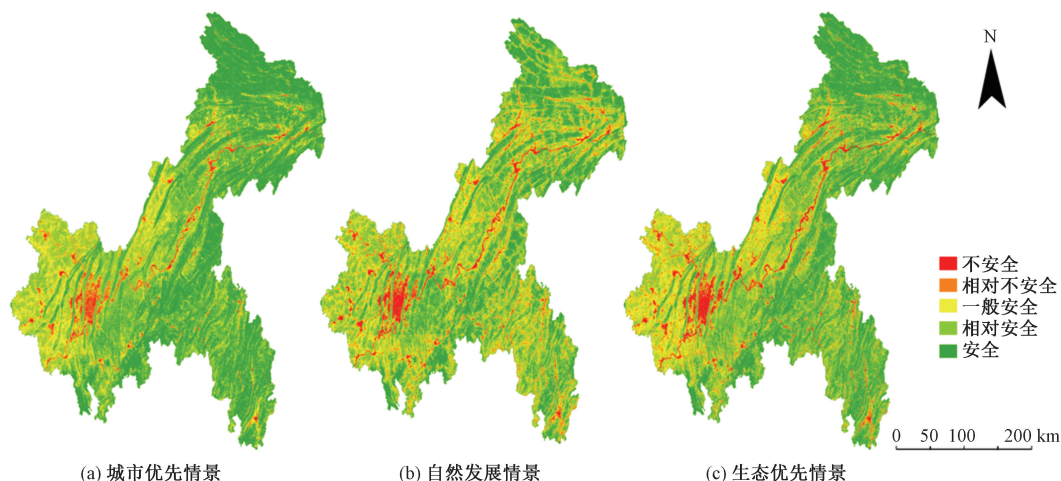 N
不安全
相对不安全
一般安全
相对安全
安全
0 50 100 200 km
(a) 城市优先情景
(b) 自然发展情景
(c) 生态优先情景